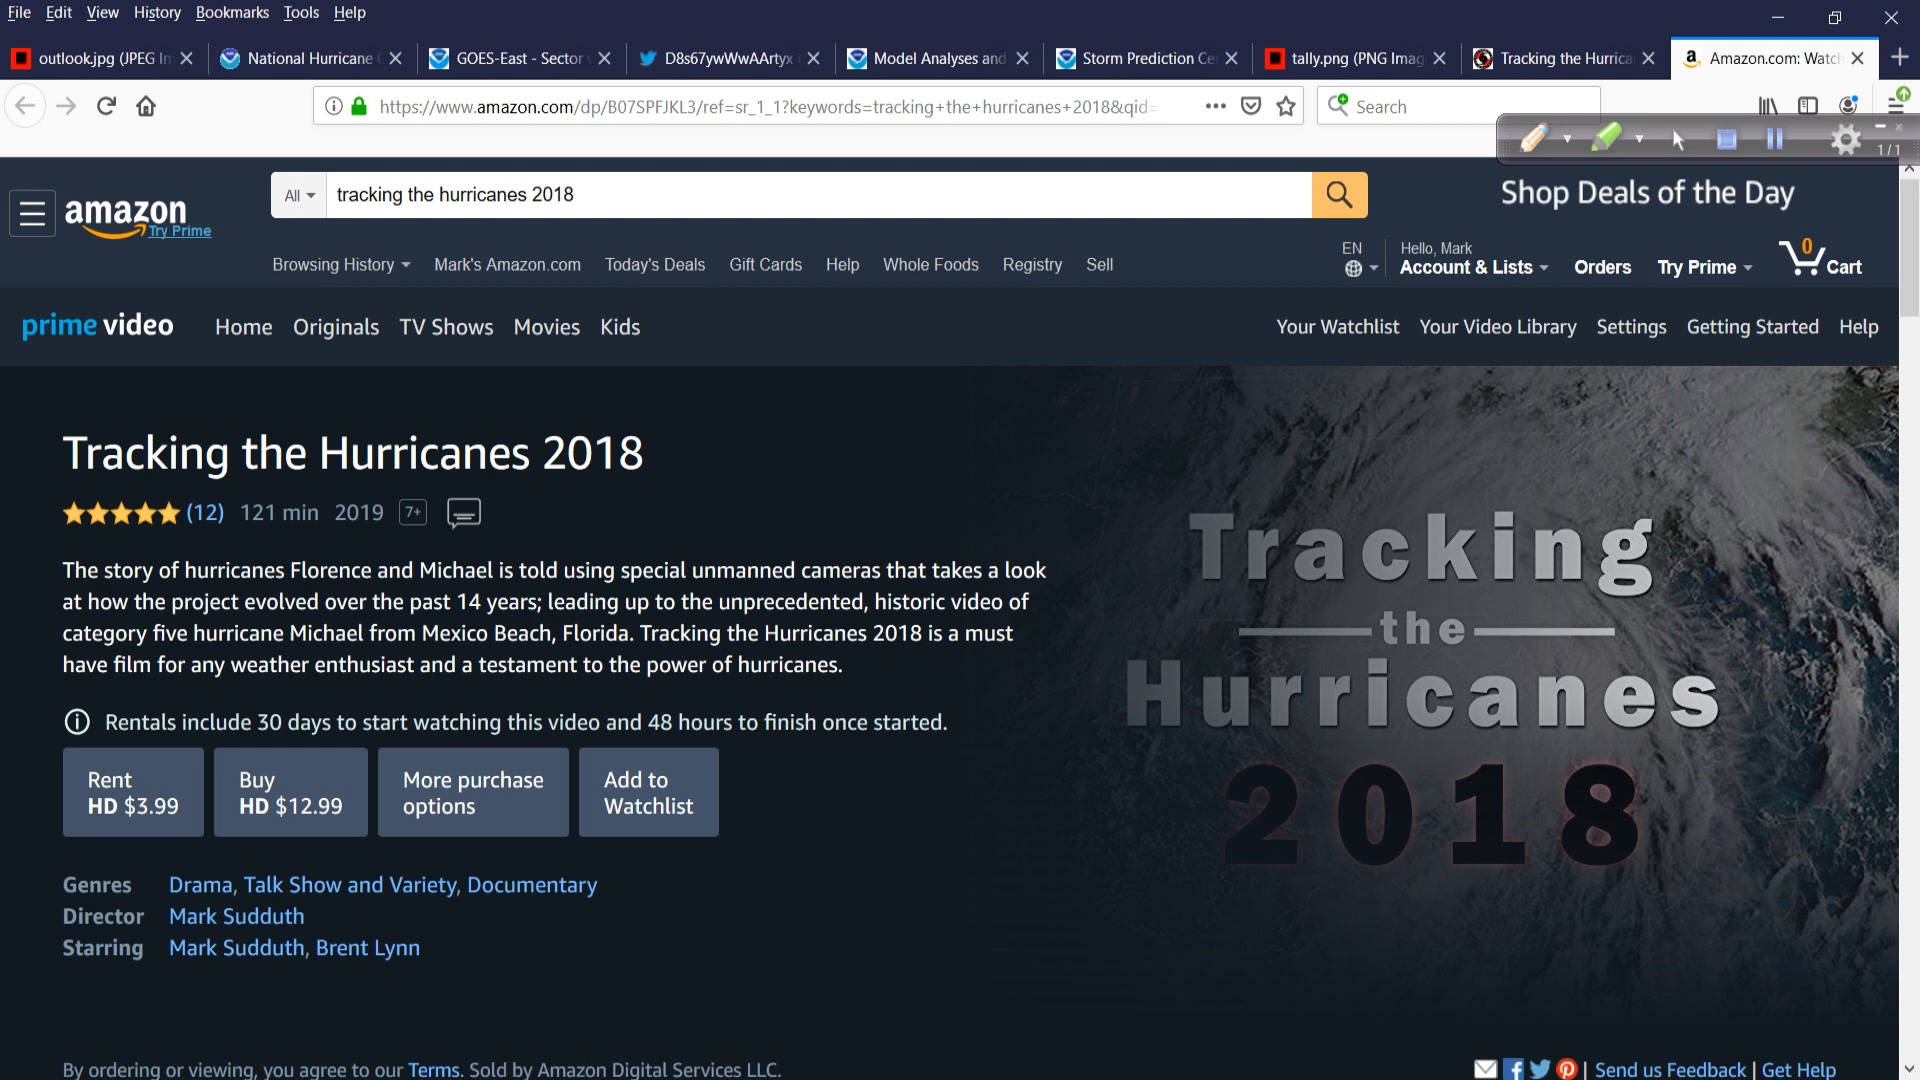 File Edit View History Bookmarks Tools Help
outlook.jpg (JPEG Im
National Hurricane C
GOES-East - Sector v
D8s67ywWwAArtyx
Model Analyses and
Storm Prediction Ce
tally.png (PNG Imag
Tracking the Hurrica
Amazon.com: Watch
https://www.amazon.com/dp/B07SPFJKL3/ref=sr_1_1?keywords=tracking+the+hurricanes+2018&qid=
Search
1/1
amazon
Try Prime
All
tracking the hurricanes 2018
Shop Deals of the Day
Browsing History Mark's Amazon.com Today's Deals Gift Cards Help Whole Foods Registry Sell
EN
Hello, Mark
Account & Lists
Orders
Try Prime
0
Cart
prime video Home Originals TV Shows Movies Kids
Your Watchlist Your Video Library Settings Getting Started Help
Tracking the Hurricanes 2018
(12) 121 min 2019 7+
The story of hurricanes Florence and Michael is told using special unmanned cameras that takes a look
at how the project evolved over the past 14 years; leading up to the unprecedented, historic video of
category five hurricane Michael from Mexico Beach, Florida. Tracking the Hurricanes 2018 is a must
have film for any weather enthusiast and a testament to the power of hurricanes.
Rentals include 30 days to start watching this video and 48 hours to finish once started.
Rent
HD $3.99
Buy
HD $12.99
More purchase
options
Add to
Watchlist
Genres Drama, Talk Show and Variety, Documentary
Director Mark Sudduth
Starring Mark Sudduth, Brent Lynn
Tracking
the
Hurricanes
2018
By ordering or viewing, you agree to our Terms. Sold by Amazon Digital Services LLC.
| Send us Feedback | Get Help